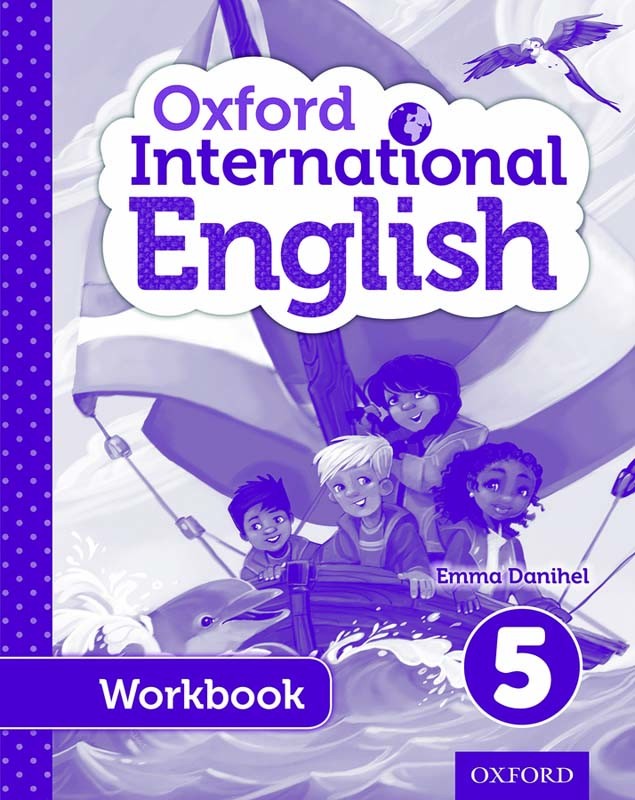 Oxford
International
English
Emma Danihel
5
Workbook
OXFORD